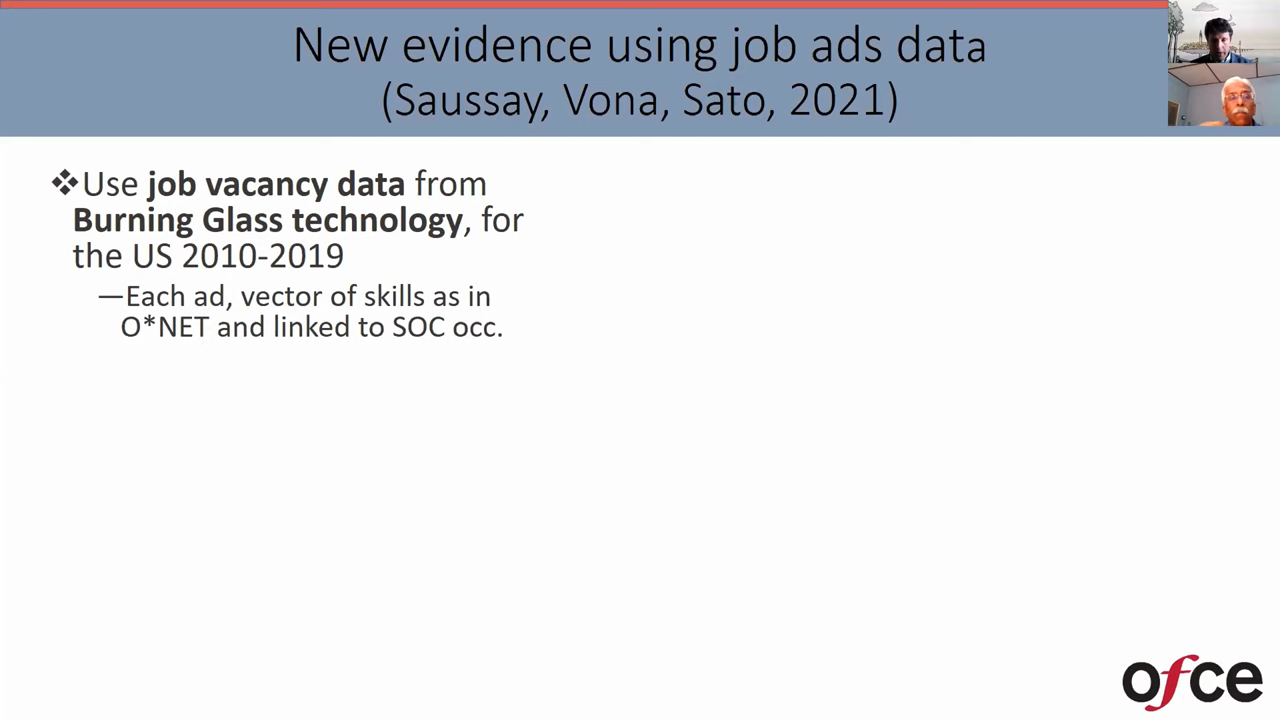 New evidence using job ads data
(Saussay, Vona, Sato, 2021)
❖Use job vacancy data from
Burning Glass technology, for
the US 2010-2019
—Each ad, vector of skills as in
O*NET and linked to SOC occ.
ofce